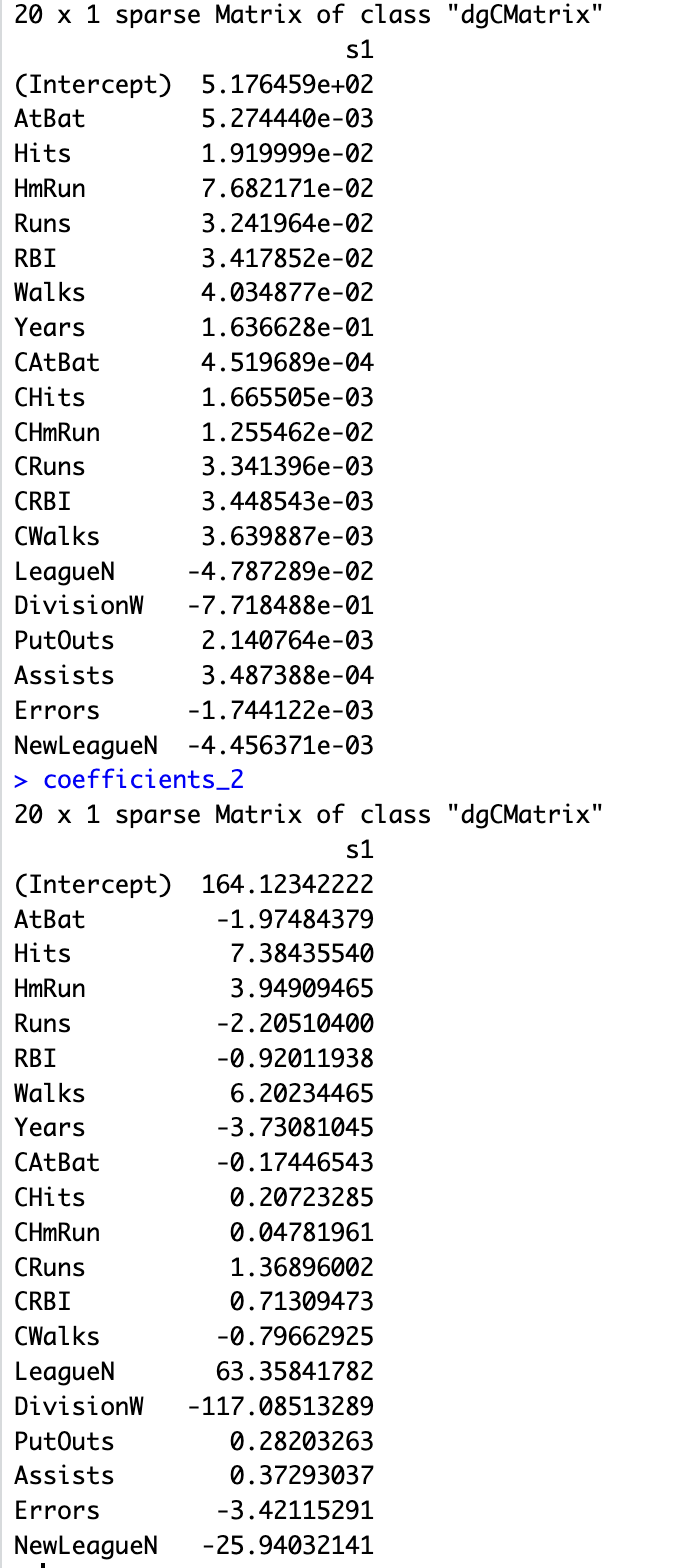 20 x 1 sparse Matrix of class "dgCMatrix"
s1
(Intercept) 5.176459e+02
AtBat 5.274440e-03
Hits 1.919999e-02
HmRun 7.682171e-02
Runs 3.241964e-02
RBI 3.417852e-02
Walks 4.034877e-02
Years 1.636628e-01
CAtBat 4.519689e-04
CHits 1.665505e-03
CHmRun 1.255462e-02
CRuns 3.341396e-03
CRBI 3.448543e-03
CWalks 3.639887e-03
LeagueN -4.787289e-02
DivisionW -7.718488e-01
PutOuts 2.140764e-03
Assists 3.487388e-04
Errors -1.744122e-03
NewLeagueN -4.456371e-03
> coefficients_2
20 x 1 sparse Matrix of class "dgCMatrix"
s1
(Intercept) 164.12342222
AtBat -1.97484379
Hits 7.38435540
HmRun 3.94909465
Runs -2.20510400
RBI -0.92011938
Walks 6.20234465
Years -3.73081045
CAtBat -0.17446543
CHits 0.20723285
CHmRun 0.04781961
CRuns 1.36896002
CRBI 0.71309473
CWalks -0.79662925
LeagueN 63.35841782
DivisionW -117.08513289
PutOuts 0.28203263
Assists 0.37293037
Errors -3.42115291
NewLeagueN -25.94032141